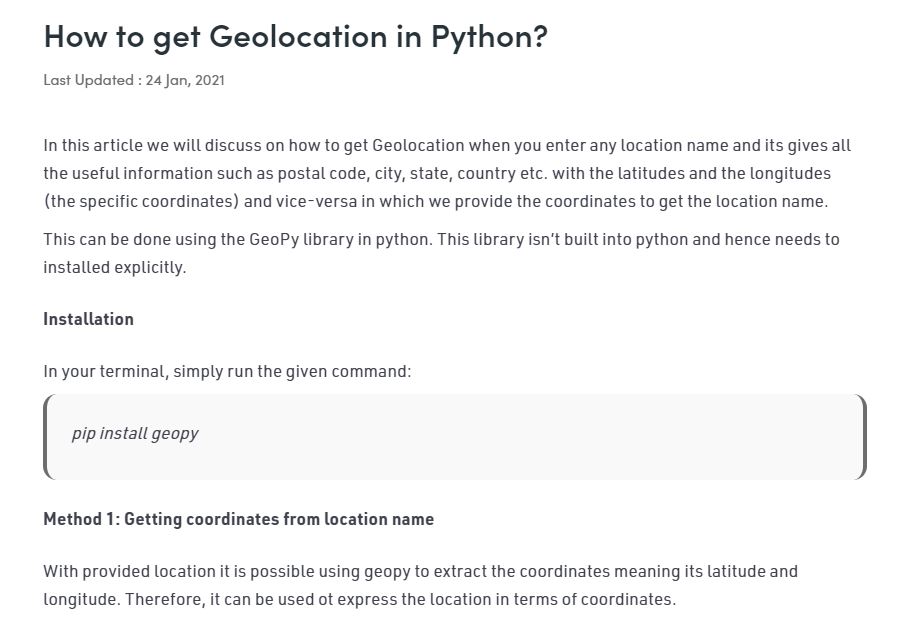 How to get Geolocation in Python?
Last Updated : 24 Jan, 2021
In this article we will discuss on how to get Geolocation when you enter any location name and its gives all
the useful information such as postal code, city, state, country etc. with the latitudes and the longitudes
(the specific coordinates) and vice-versa in which we provide the coordinates to get the location name.
This can be done using the GeoPy library in python. This library isn’t built into python and hence needs to
installed explicitly.
Installation
In your terminal, simply run the given command:
pip install geopy
Method 1: Getting coordinates from location name
With provided location it is possible using geopy to extract the coordinates meaning its latitude and
longitude. Therefore, it can be used ot express the location in terms of coordinates.